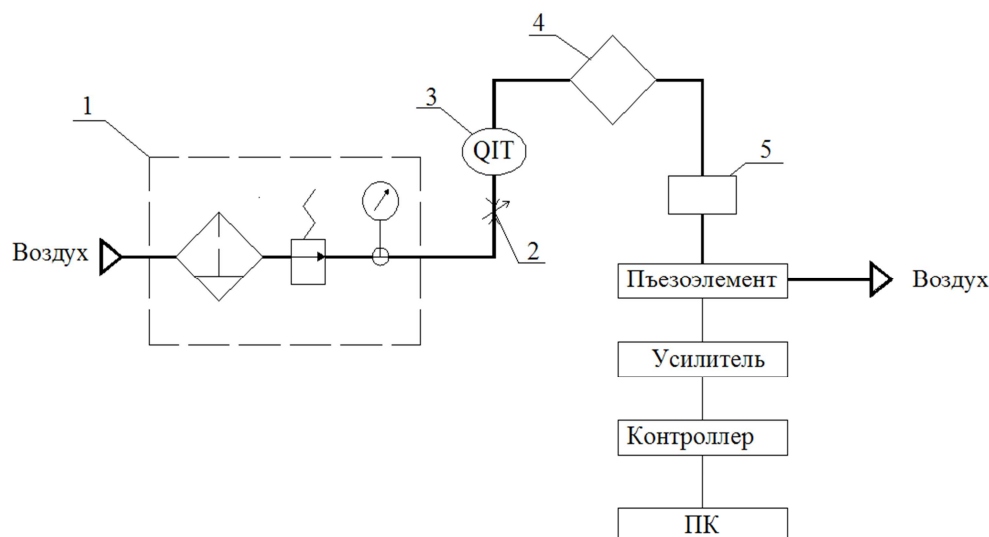 1
3
4
5
QIT
2
Воздух
Пъезоэлемент
Воздух
Усилитель
Контроллер
ПК